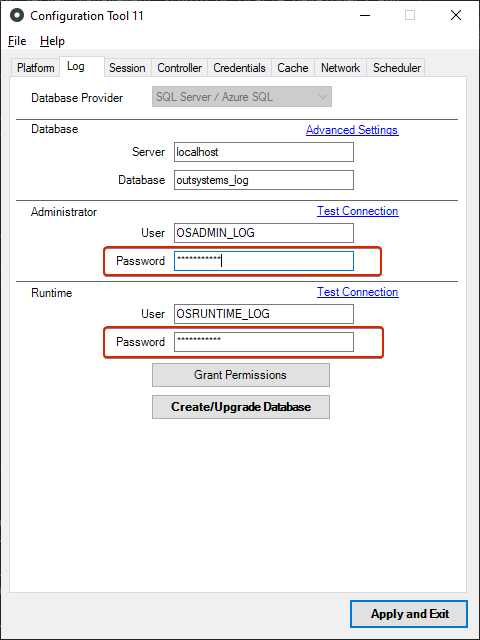 Configuration Tool 11
File Help
Platform Log Session Controller Credentials Cache Network Scheduler
Database Provider SQL Server / Azure SQL
Database Advanced Settings
Server localhost
Database outsystems_log
Administrator Test Connection
User OSADMIN_LOG
Password ***********
Runtime Test Connection
User OSRUNTIME_LOG
Password ***********
Grant Permissions
Create/Upgrade Database
Apply and Exit